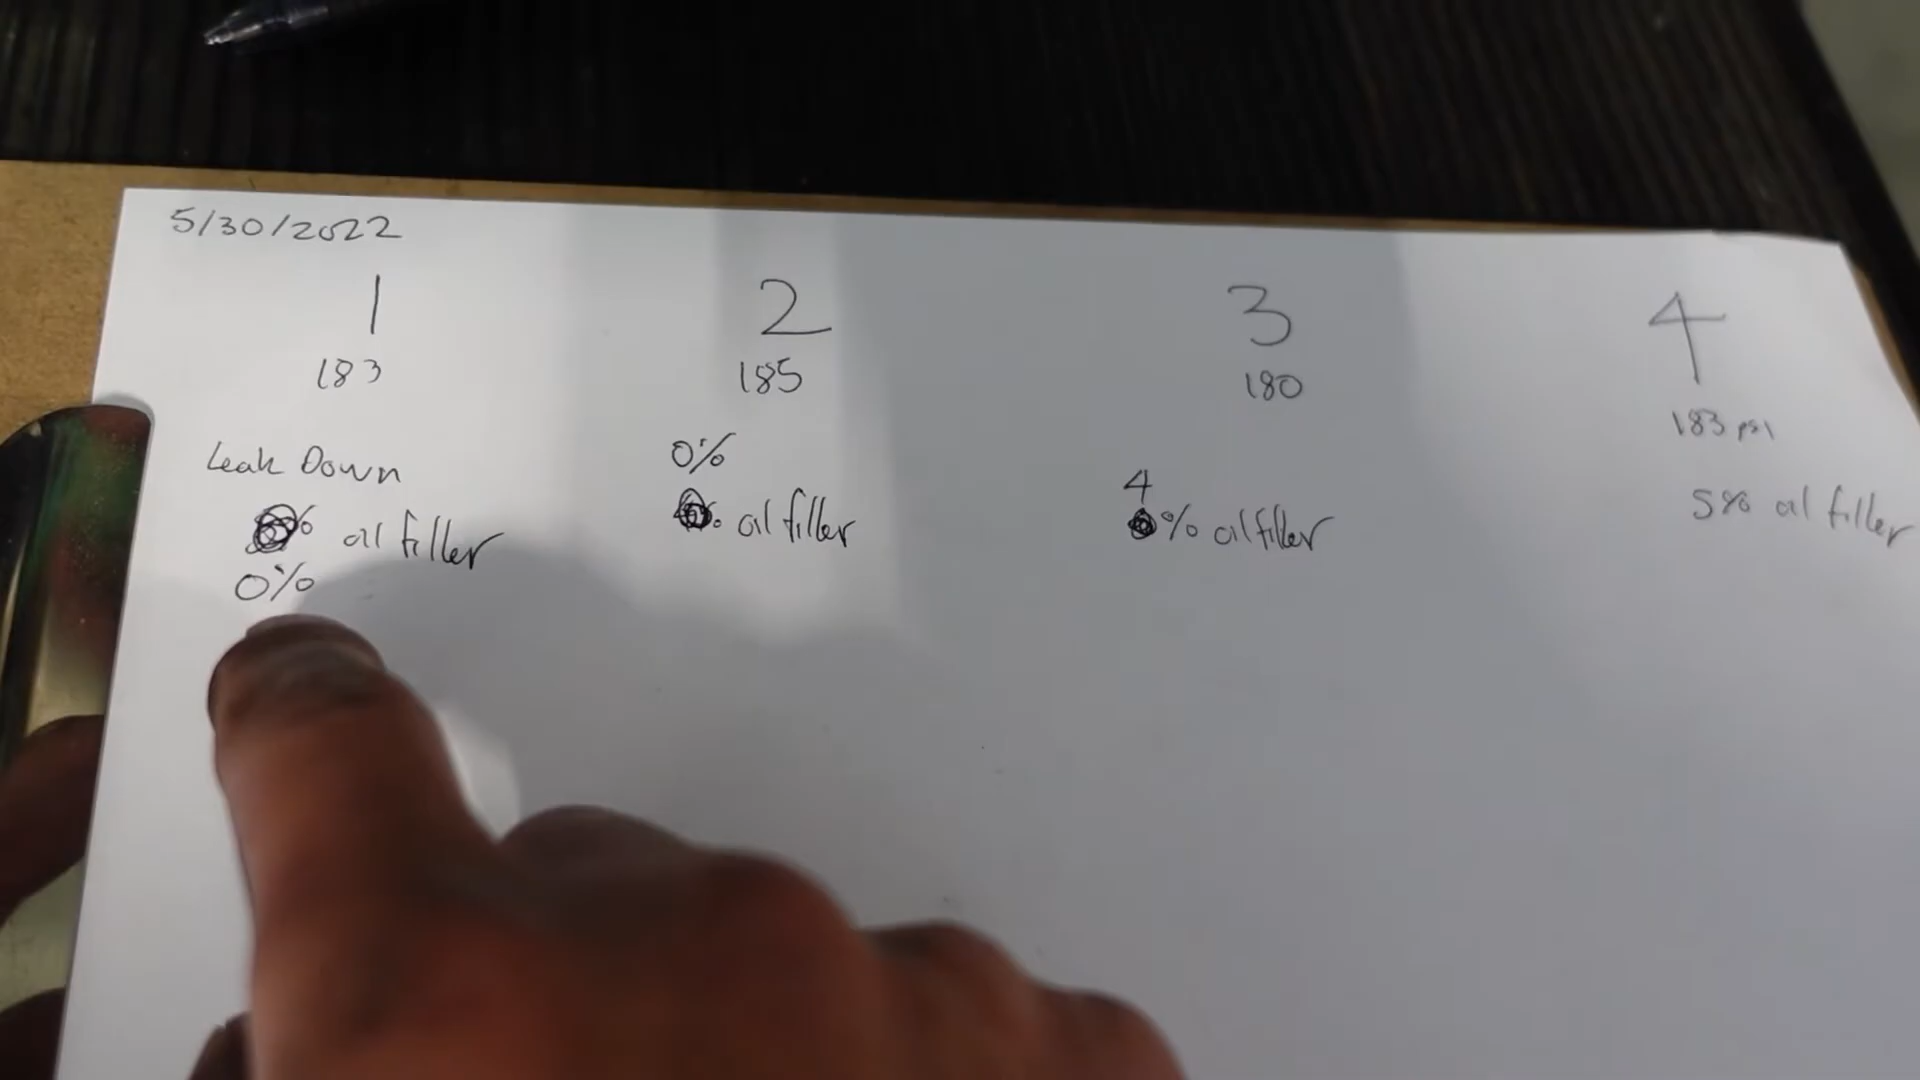 5/30/2022
1 2 3 4
183 185 180 183 psi
Leak Down 0% 4 5% oil filler
% oil filler oil filler % oil filler
0%